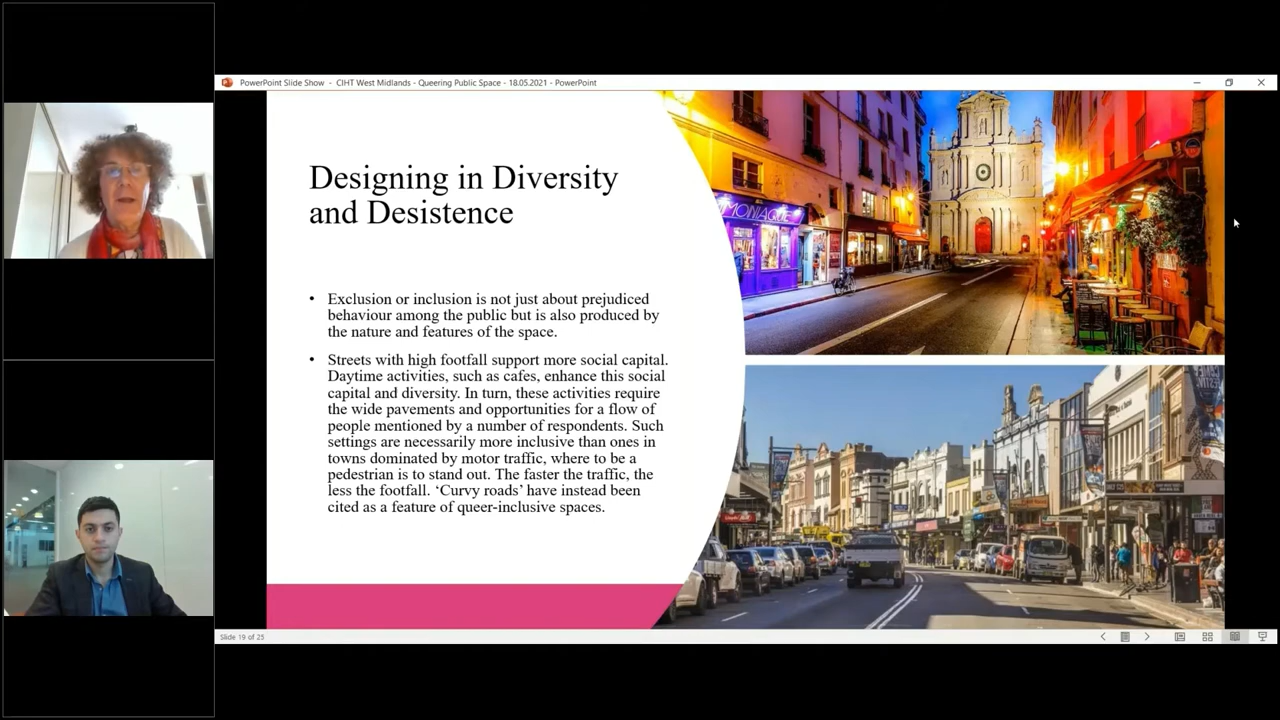 PowerPoint Slide Show - CIHT West Midlands - Queering Public Space - 18.05.2021 - PowerPoint
Designing in Diversity
and Desistence
• Exclusion or inclusion is not just about prejudiced
behaviour among the public but is also produced by
the nature and features of the space.
• Streets with high footfall support more social capital.
Daytime activities, such as cafes, enhance this social
capital and diversity. In turn, these activities require
the wide pavements and opportunities for a flow of
people mentioned by a number of respondents. Such
settings are necessarily more inclusive than ones in
towns dominated by motor traffic, where to be a
pedestrian is to stand out. The faster the traffic, the
less the footfall. ‘Curvy roads’ have instead been
cited as a feature of queer-inclusive spaces.
Slide 19 of 25